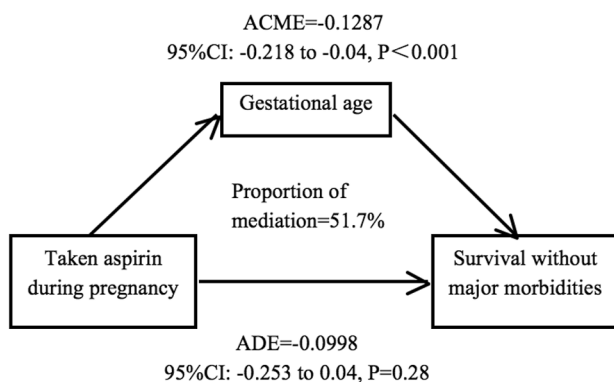 ACME=-0.1287
95%CI: -0.218 to -0.04, P＜0.001
Gestational age
Proportion of
mediation=51.7%
Taken aspirin
during pregnancy
Survival without
major morbidities
ADE=-0.0998
95%CI: -0.253 to 0.04, P=0.28